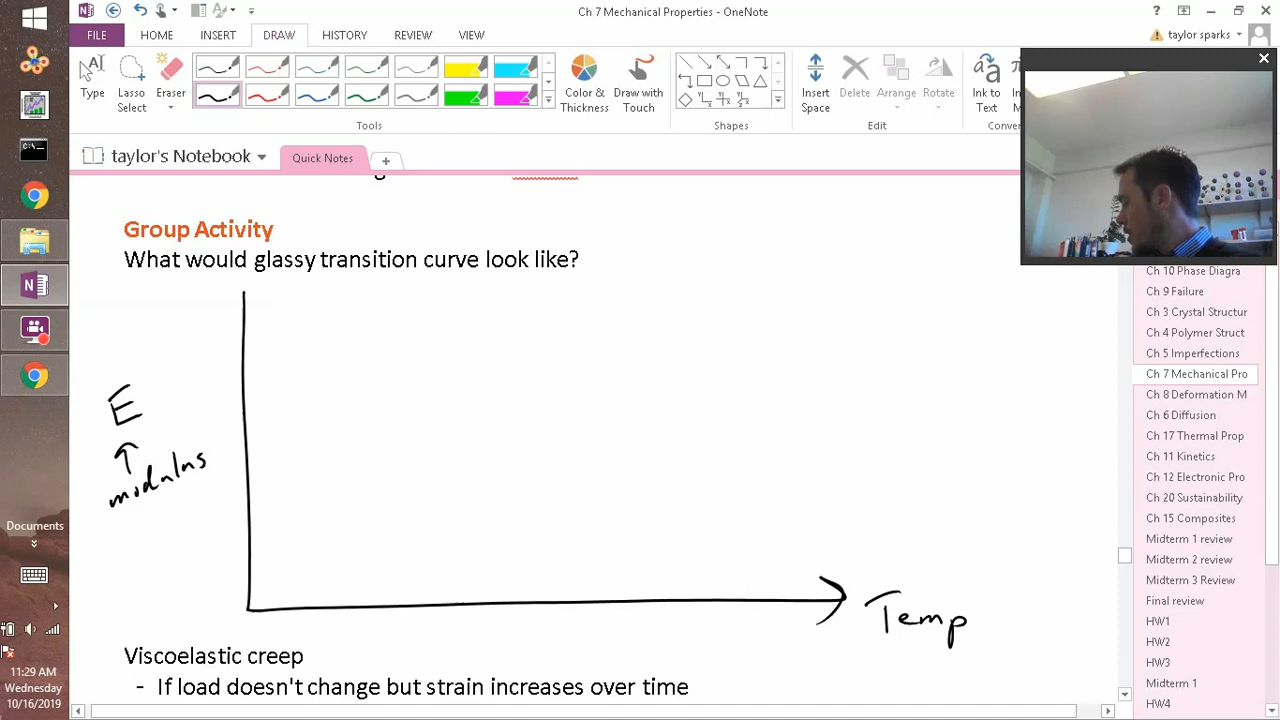 Ch 7 Mechanical Properties - OneNote
FILE HOME INSERT DRAW HISTORY REVIEW VIEW
taylor sparks
Type
Lasso Select
Eraser
Color & Thickness
Draw with Touch
Insert Space
Delete
Arrange
Rotate
Ink to Text
Tools
Shapes
Edit
Conver
taylor's Notebook
Quick Notes
Group Activity
What would glassy transition curve look like?
E
modulus
Temp
Viscoelastic creep
- If load doesn't change but strain increases over time
Ch 10 Phase Diagra
Ch 9 Failure
Ch 3 Crystal Structur
Ch 4 Polymer Struct
Ch 5 Imperfections
Ch 7 Mechanical Pro
Ch 8 Deformation M
Ch 6 Diffusion
Ch 17 Thermal Prop
Ch 11 Kinetics
Ch 12 Electronic Pro
Ch 20 Sustainability
Ch 15 Composites
Midterm 1 review
Midterm 2 review
Midterm 3 Review
Final review
HW1
HW2
HW3
Midterm 1
HW4
Documents
11:29 AM
Wednesday
10/16/2019